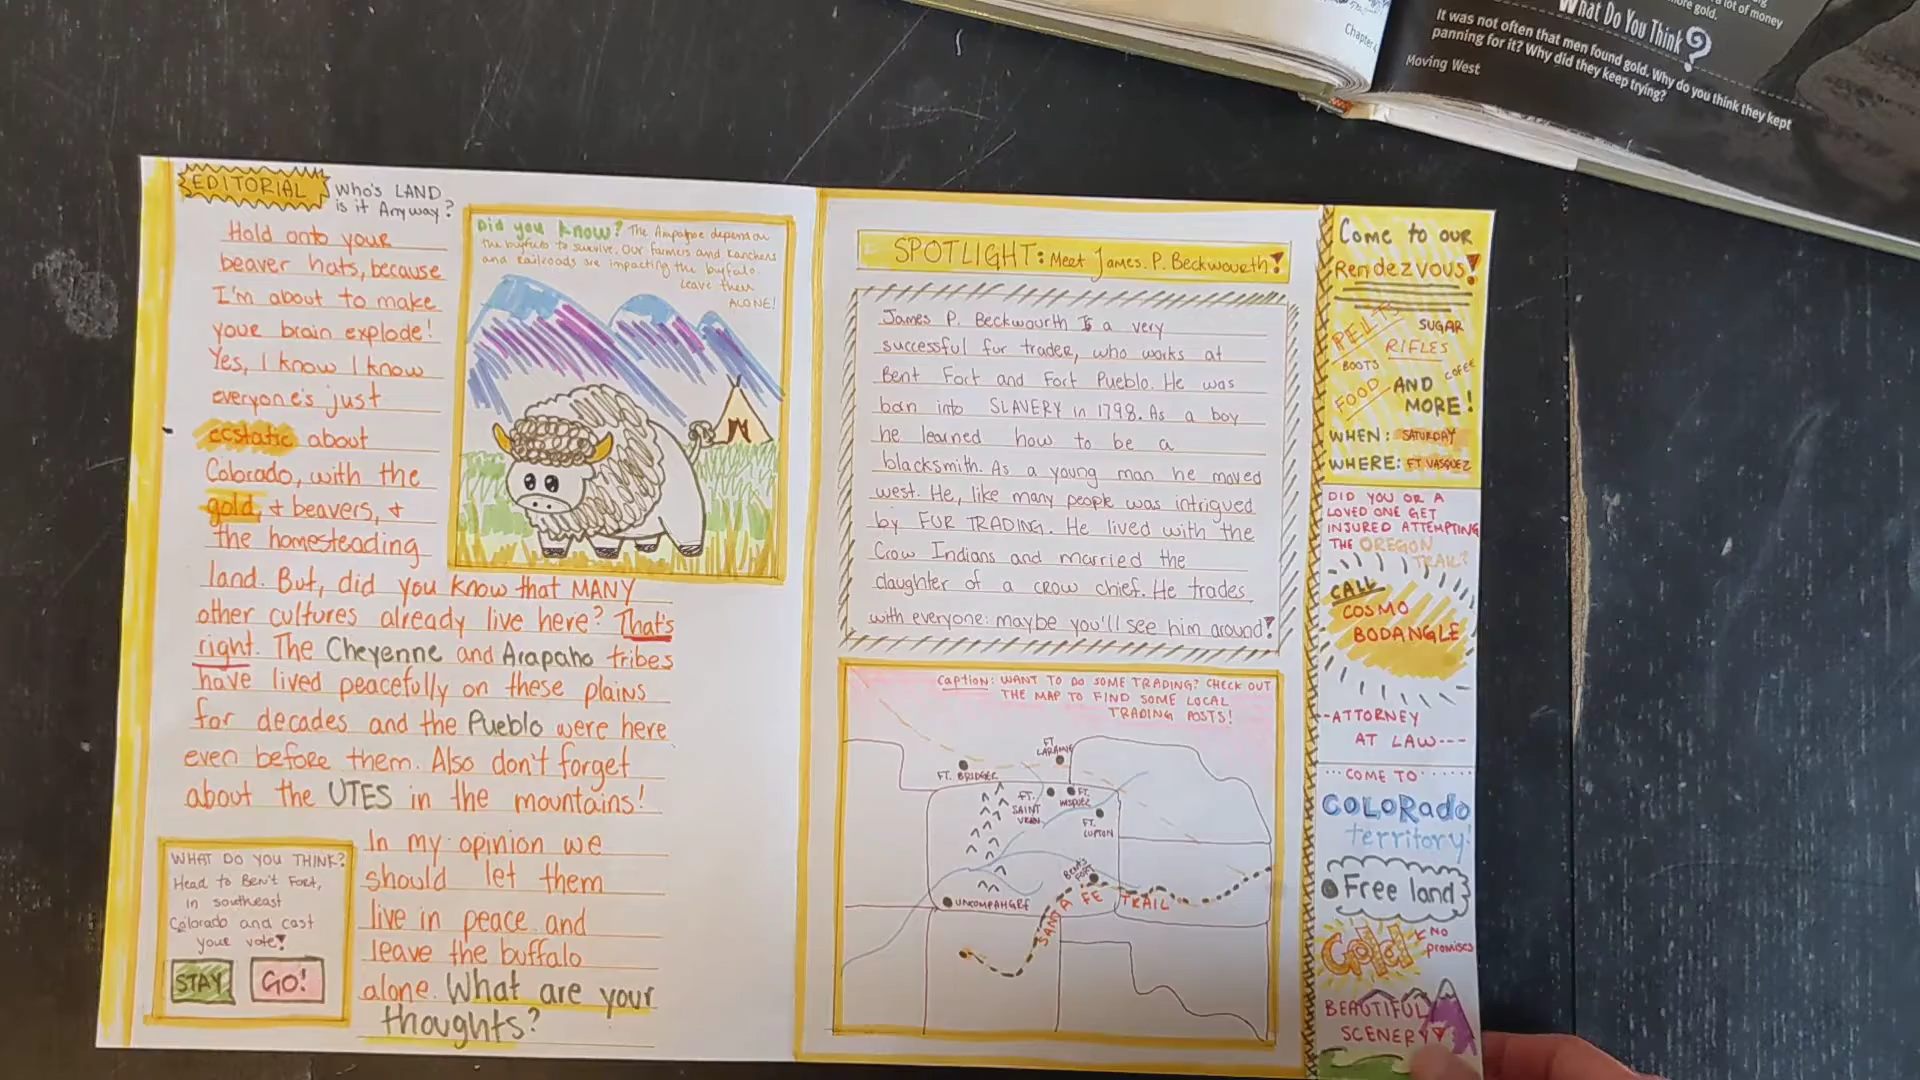 EDITORIAL
Who's LAND
is it Anyway?
Hold onto your
beaver hats, because
I'm about to make
your brain explode!
Yes, I know I know
everyone's just
ecstatic about
Colorado, with the
gold, & beavers, &
the homesteading
land. But, did you know that MANY
other cultures already live here? That's
right. The Cheyenne and Arapaho tribes
have lived peacefully on these plains
for decades and the Pueblo were here
even before them. Also don't forget
about the UTES in the mountains!
In my opinion we
should let them
live in peace and
leave the buffalo
alone. What are your
thoughts?
Did you know? The Arapahoe depend on
the buffalo to survive. Our farmers and Ranchers
and railroads are impacting the buffalo.
Leave them
ALONE!
WHAT DO YOU THINK?
Head to Ben't Fort,
in southeast
Colorado and cast
your vote!
STAY
GO!
SPOTLIGHT: Meet James. P. Beckwourth!
James P. Beckwourth Is a very
successful fur trader, who works at
Bent Fort and Fort Pueblo. He was
born into SLAVERY in 1798. As a boy
he learned how to be a
blacksmith. As a young man he moved
west. He, like many people was intrigued
by FUR TRADING. He lived with the
Crow Indians and married the
daughter of a crow chief. He trades
with everyone: maybe you'll see him around!
Caption: WANT TO DO SOME TRADING? CHECK OUT
THE MAP TO FIND SOME LOCAL
TRADING POSTS!
FT. LARAMIE
FT. BRIDGER
FT.
SAINT
VRAIN
FT.
FT.
LUPTON
BENT'S
FORT
UNCOMPAHGRE
SANTA FE TRAIL
Come to our
Rendezvous!
PELTS
SUGAR
RIFLES
BOOTS
COFEE
FOOD
AND
MORE!
WHEN: SATURDAY
WHERE: FT VASQUEZ
DID YOU OR A
LOVED ONE GET
INJURED ATTEMPTING
THE OREGON
TRAIL?
CALL
COSMO
BODANGLE
--ATTORNEY
AT LAW---
...COME TO......
COLORado
territory!
Free land
Gold
NO
promises
BEAUTIFUL
SCENERY
lot of money
more gold.
What Do You Think?
It was not often that men found gold. Why do you think they kept
panning for it? Why did they keep trying?
Moving West
Chapter 4